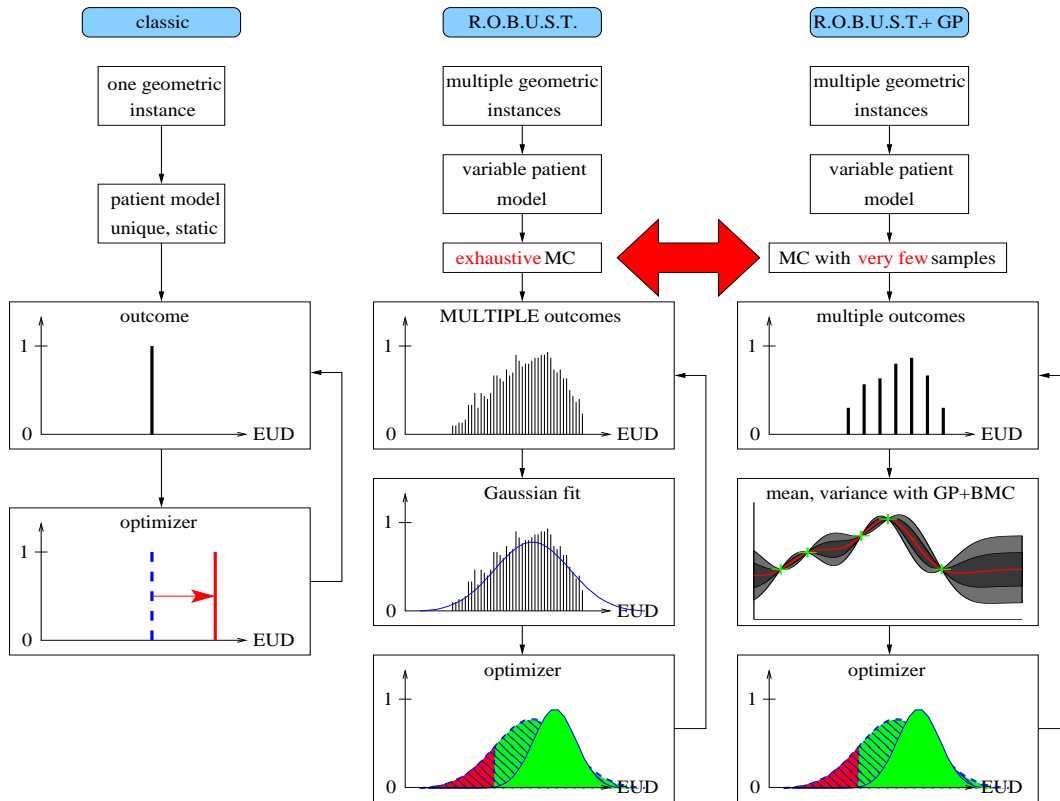 classic
one geometric
instance
patient model
unique, static
outcome
1
0
EUD
optimizer
1
0
EUD
R.O.B.U.S.T.
multiple geometric
instances
variable patient
model
exhaustive MC
MULTIPLE outcomes
1
0
EUD
Gaussian fit
1
0
EUD
optimizer
1
0
EUD
R.O.B.U.S.T.+ GP
multiple geometric
instances
variable patient
model
MC with very few samples
multiple outcomes
1
0
EUD
mean, variance with GP+BMC
optimizer
1
0
EUD